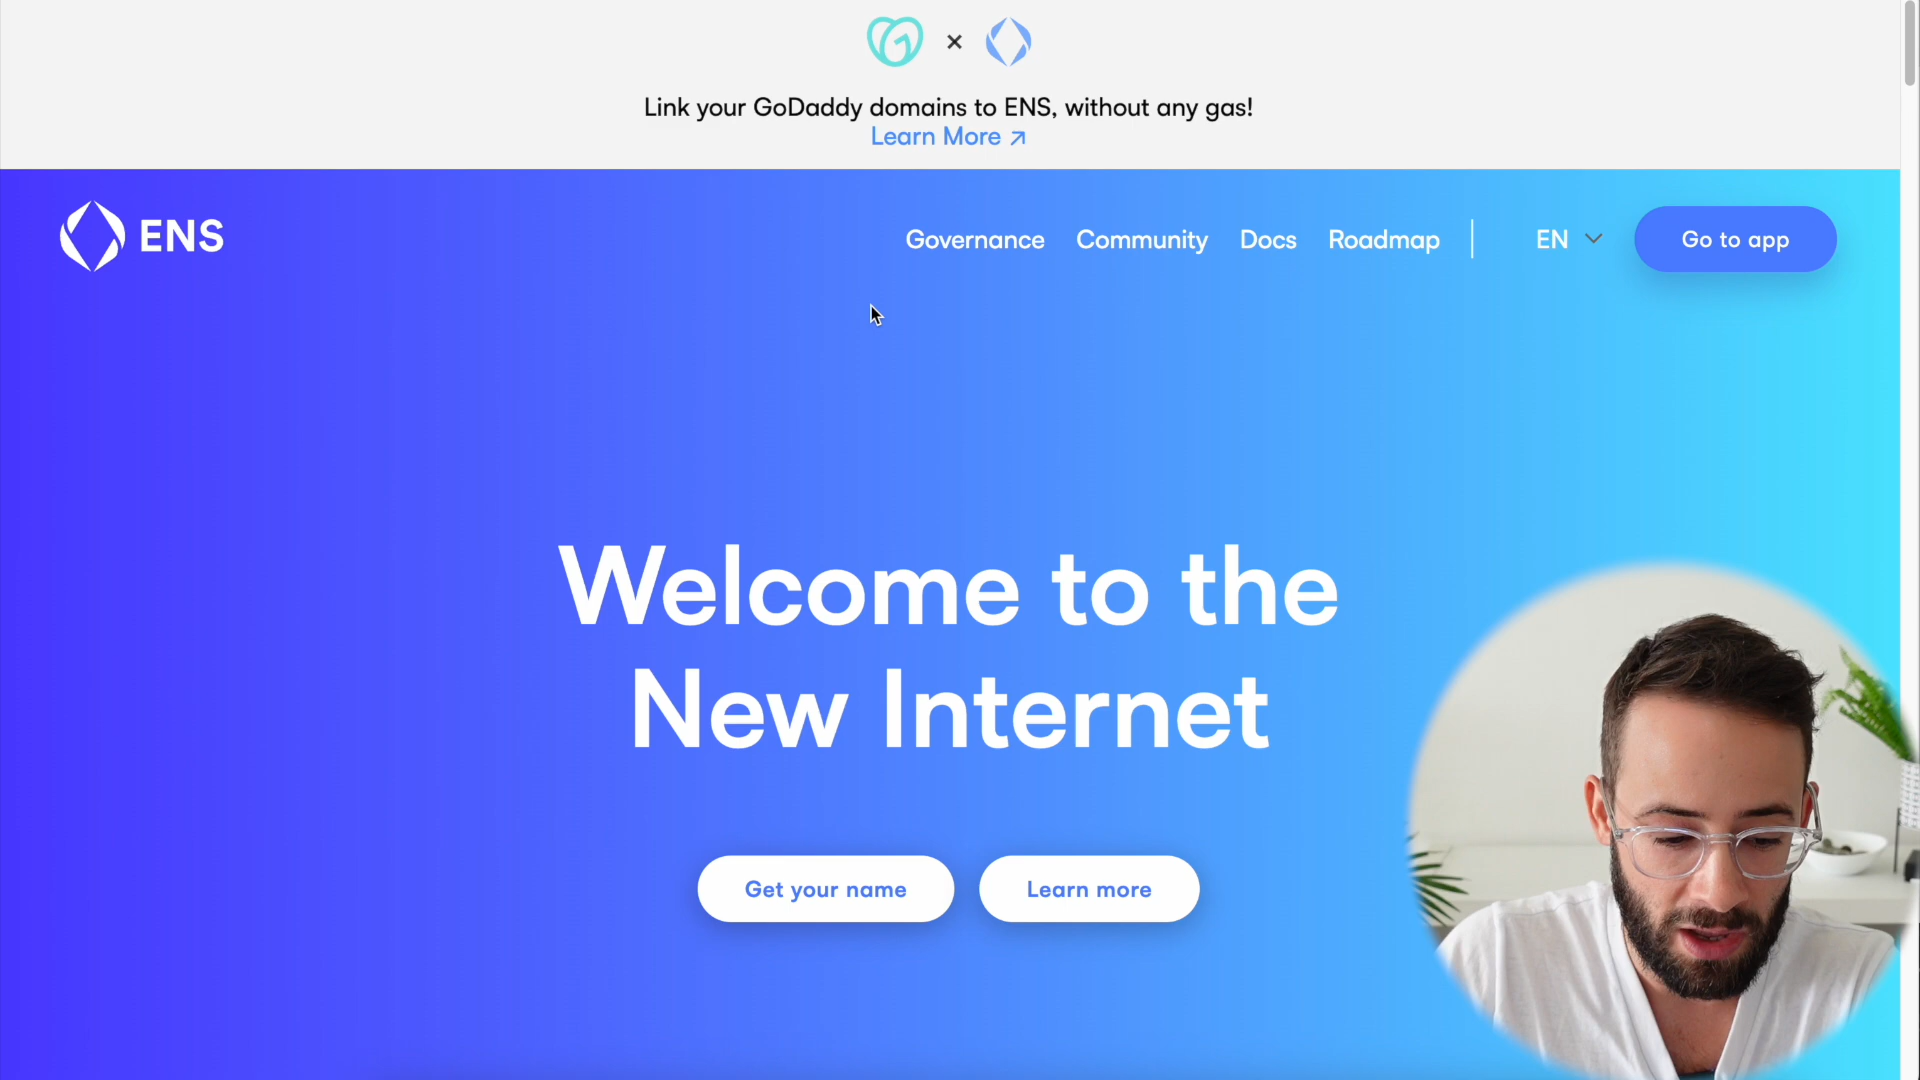 ×
Link your GoDaddy domains to ENS, without any gas!
Learn More ↗
ENS
Governance Community Docs Roadmap EN Go to app
Welcome to the
New Internet
Get your name Learn more